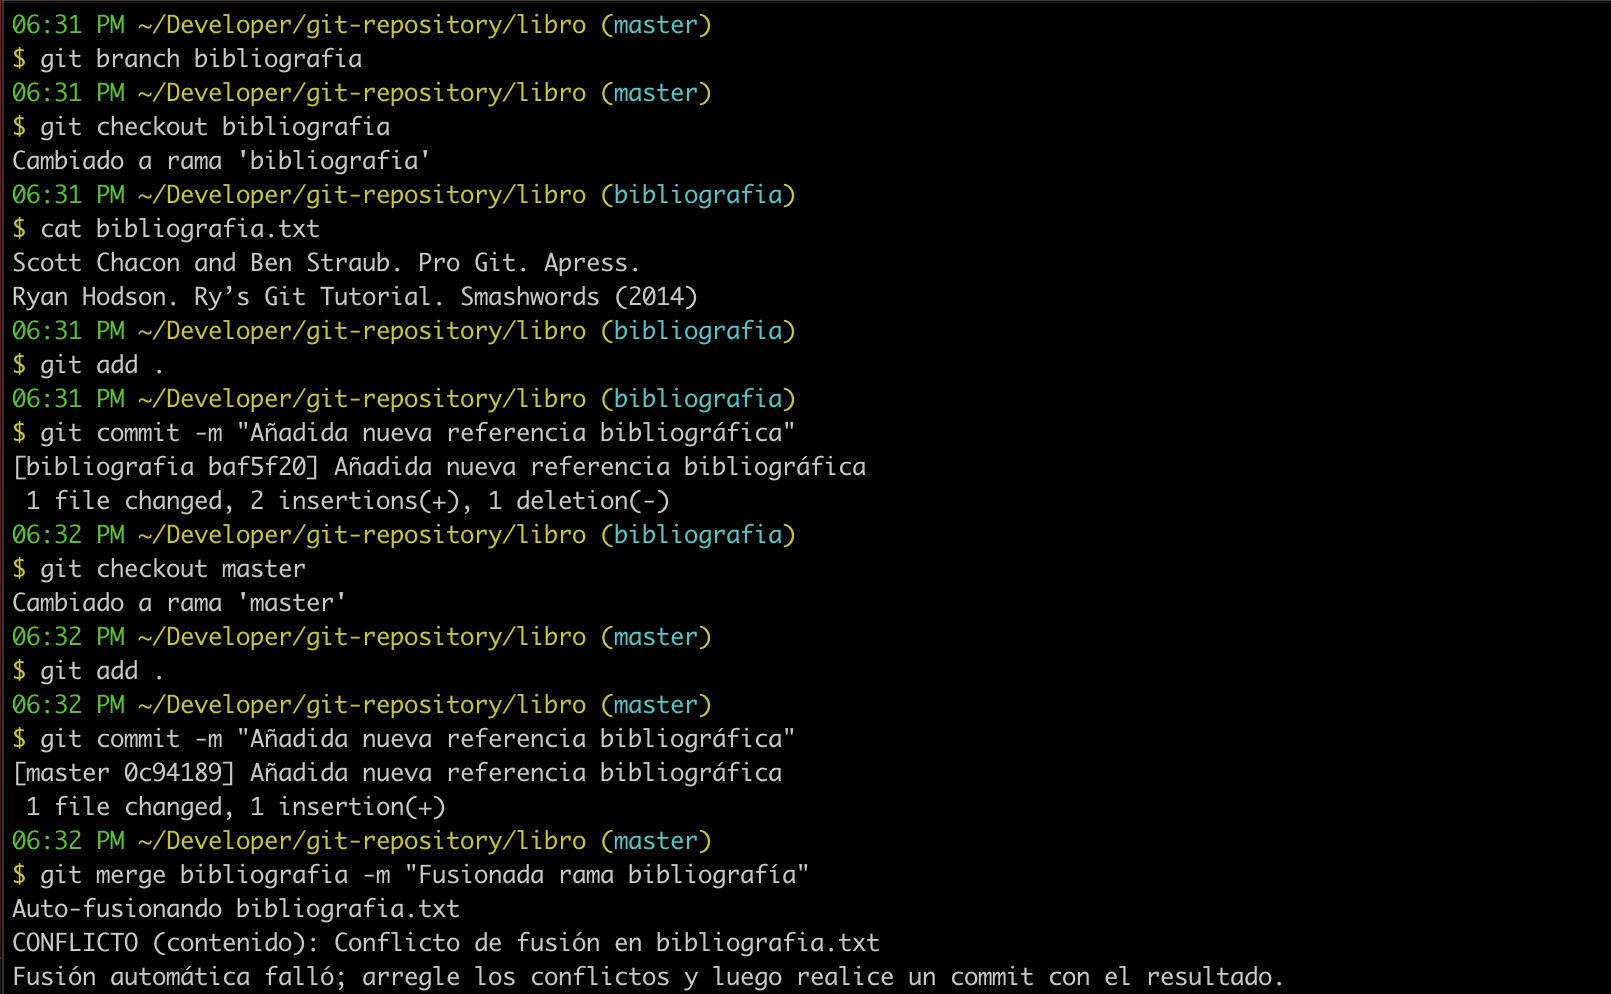 06:31 PM ~/Developer/git-repository/libro (master)
$ git branch bibliografia
06:31 PM ~/Developer/git-repository/libro (master)
$ git checkout bibliografia
Cambiado a rama 'bibliografia'
06:31 PM ~/Developer/git-repository/libro (bibliografia)
$ cat bibliografia.txt
Scott Chacon and Ben Straub. Pro Git. Apress.
Ryan Hodson. Ry’s Git Tutorial. Smashwords (2014)
06:31 PM ~/Developer/git-repository/libro (bibliografia)
$ git add .
06:31 PM ~/Developer/git-repository/libro (bibliografia)
$ git commit -m "Añadida nueva referencia bibliográfica"
[bibliografia baf5f20] Añadida nueva referencia bibliográfica
 1 file changed, 2 insertions(+), 1 deletion(-)
06:32 PM ~/Developer/git-repository/libro (bibliografia)
$ git checkout master
Cambiado a rama 'master'
06:32 PM ~/Developer/git-repository/libro (master)
$ git add .
06:32 PM ~/Developer/git-repository/libro (master)
$ git commit -m "Añadida nueva referencia bibliográfica"
[master 0c94189] Añadida nueva referencia bibliográfica
 1 file changed, 1 insertion(+)
06:32 PM ~/Developer/git-repository/libro (master)
$ git merge bibliografia -m "Fusionada rama bibliografía"
Auto-fusionando bibliografia.txt
CONFLICTO (contenido): Conflicto de fusión en bibliografia.txt
Fusión automática falló; arregle los conflictos y luego realice un commit con el resultado.